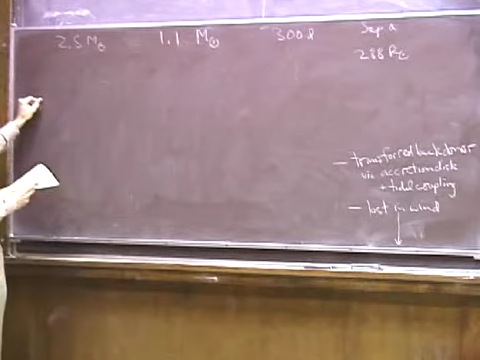 2.5 M⊙ 1.1 M⊙ 300 d Sep a
288 R⊙
— transferred back donor
via accretion disk
+ tidal coupling
— lost in wind